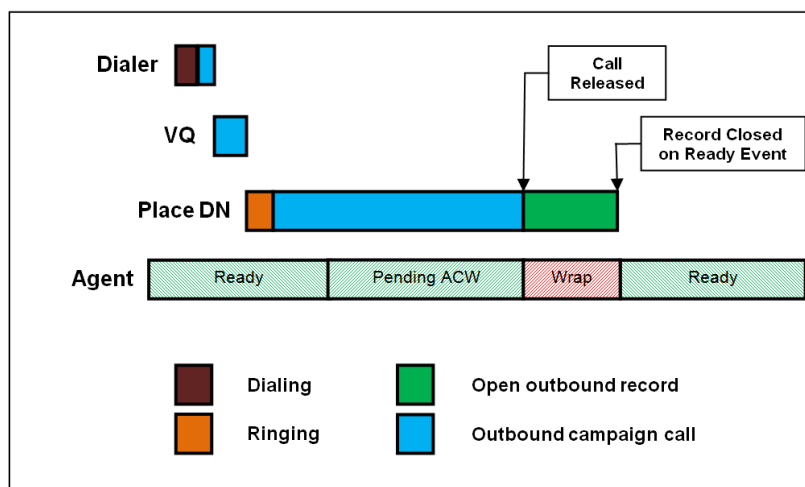 Dialer
Call
Released
VQ
Record Closed
on Ready Event
Place DN
Agent
Ready
Pending ACW
Wrap
Ready
Dialing
Open outbound record
Ringing
Outbound campaign call